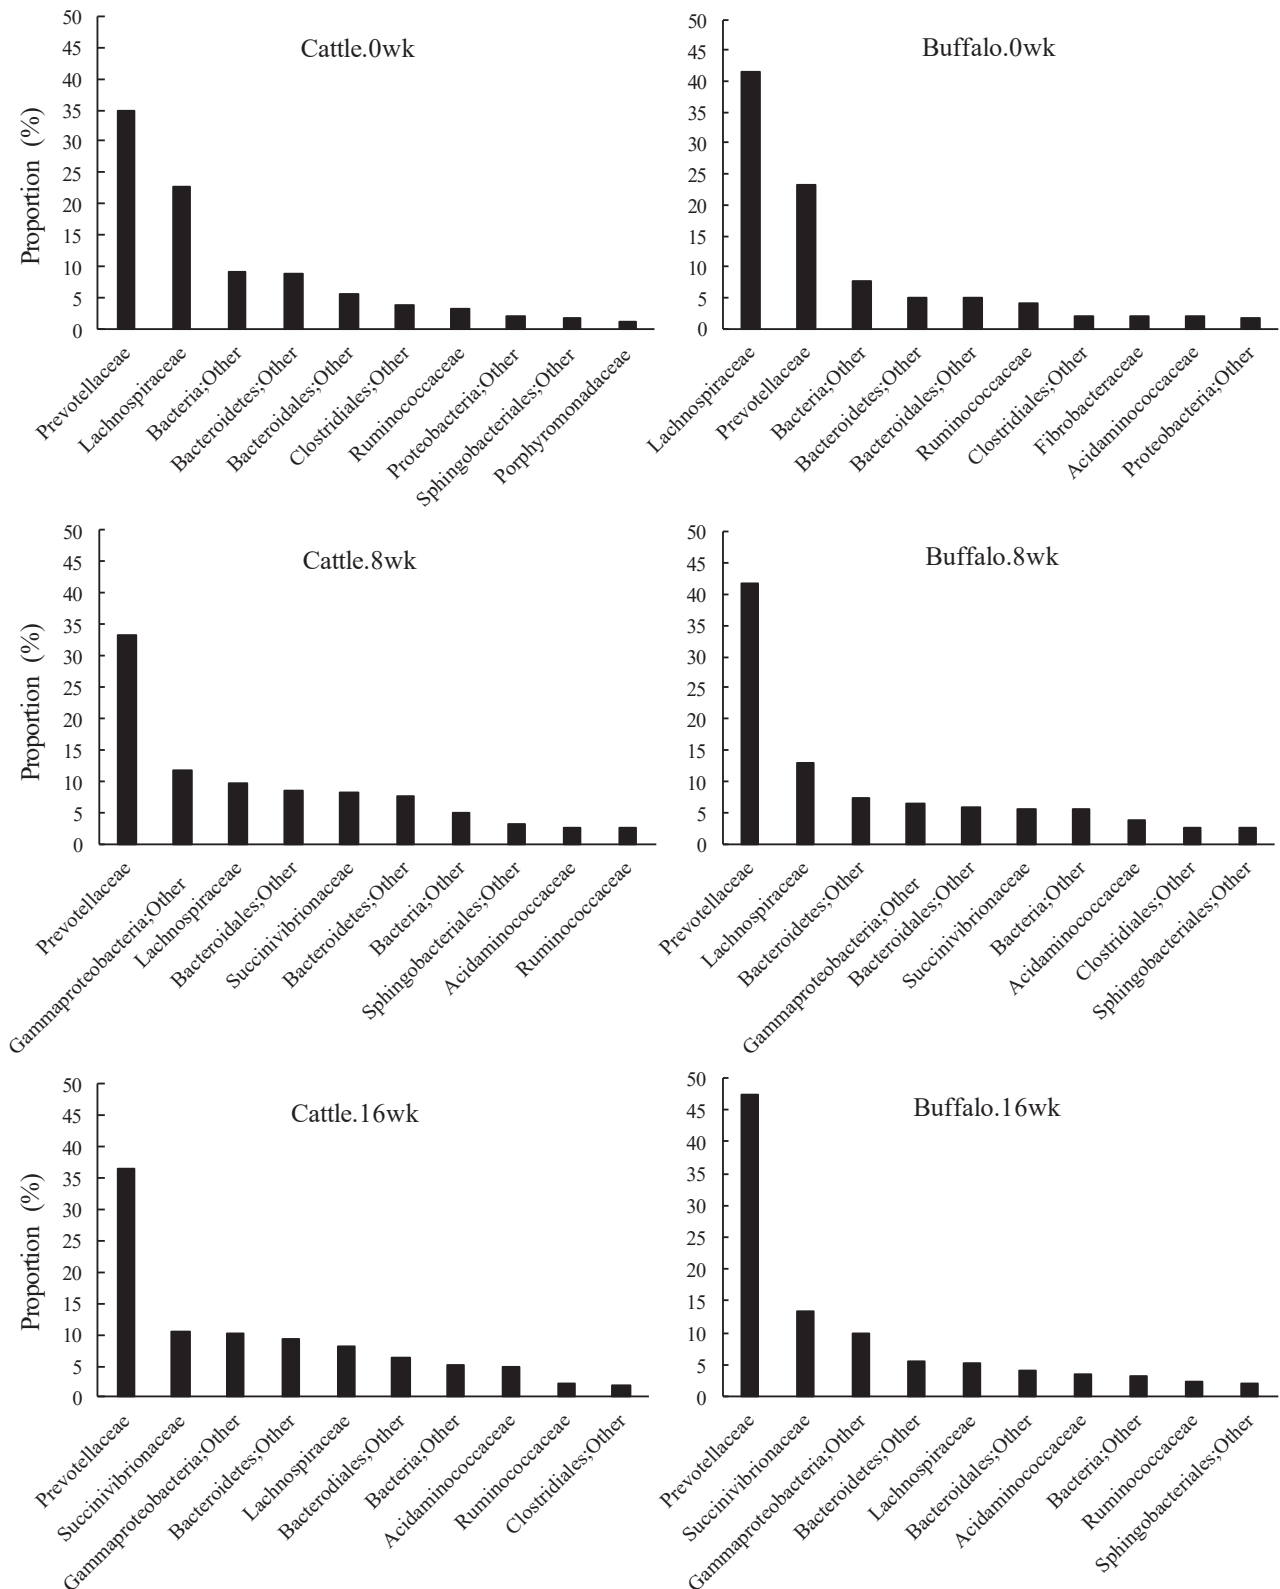 Cattle.0wk
Proportion (%)
50
45
40
35
30
25
20
15
10
5
0
Prevotellaceae
Lachnospiraceae
Bacteria;Other
Bacteroidetes;Other
Bacteroidales;Other
Clostridiales;Other
Ruminococcaceae
Proteobacteria;Other
Sphingobacteriales;Other
Porphyromonadaceae
Buffalo.0wk
50
45
40
35
30
25
20
15
10
5
0
Lachnospiraceae
Prevotellaceae
Bacteria;Other
Bacteroidetes;Other
Bacteroidales;Other
Ruminococcaceae
Clostridiales;Other
Fibrobacteraceae
Acidaminococcaceae
Proteobacteria;Other
Cattle.8wk
Proportion (%)
50
45
40
35
30
25
20
15
10
5
0
Prevotellaceae
Gammaproteobacteria;Other
Lachnospiraceae
Bacteroidales;Other
Succinivibrionaceae
Bacteroidetes;Other
Bacteria;Other
Sphingobacteriales;Other
Acidaminococcaceae
Ruminococcaceae
Buffalo.8wk
50
45
40
35
30
25
20
15
10
5
0
Prevotellaceae
Lachnospiraceae
Bacteroidetes;Other
Gammaproteobacteria;Other
Bacteroidales;Other
Succinivibrionaceae
Bacteria;Other
Acidaminococcaceae
Clostridiales;Other
Sphingobacteriales;Other
Cattle.16wk
Proportion (%)
50
45
40
35
30
25
20
15
10
5
0
Prevotellaceae
Succinivibrionaceae
Gammaproteobacteria;Other
Bacteroidetes;Other
Lachnospiraceae
Bacterodiales;Other
Bacteria;Other
Acidaminococcaceae
Ruminococcaceae
Clostridiales;Other
Buffalo.16wk
50
45
40
35
30
25
20
15
10
5
0
Prevotellaceae
Succinivibrionaceae
Gammaproteobacteria;Other
Bacteroidetes;Other
Lachnospiraceae
Bacteroidales;Other
Acidaminococcaceae
Bacteria;Other
Ruminococcaceae
Sphingobacteriales;Other